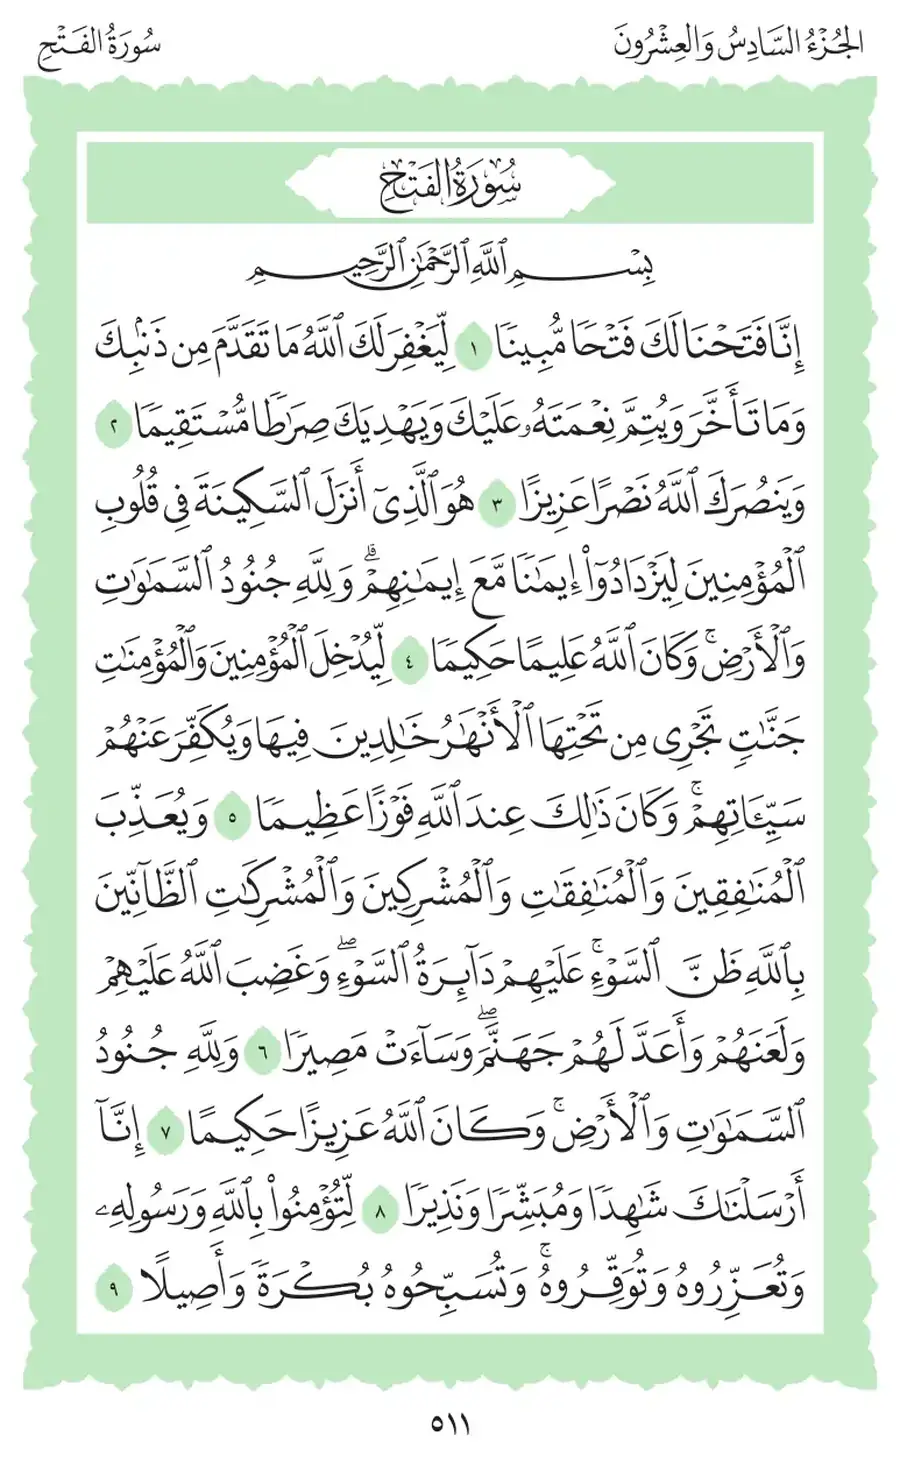 الجُزْءُ السَّادِسُ وَالعِشْرُونَ
سُورَةُ الفَتْحِ
سُورَةُ الفَتْحِ
بِسْمِ ٱللَّهِ ٱلرَّحْمَٰنِ ٱلرَّحِيمِ
إِنَّا فَتَحْنَا لَكَ فَتْحًا مُّبِينًا ١ لِّيَغْفِرَ لَكَ ٱللَّهُ مَا تَقَدَّمَ مِن ذَنۢبِكَ
وَمَا تَأَخَّرَ وَيُتِمَّ نِعْمَتَهُۥ عَلَيْكَ وَيَهْدِيَكَ صِرَٰطًا مُّسْتَقِيمًا ٢
وَيَنصُرَكَ ٱللَّهُ نَصْرًا عَزِيزًا ٣ هُوَ ٱلَّذِىٓ أَنزَلَ ٱلسَّكِينَةَ فِى قُلُوبِ
ٱلْمُؤْمِنِينَ لِيَزْدَادُوٓا۟ إِيمَٰنًا مَّعَ إِيمَٰنِهِمْ ۗ وَلِلَّهِ جُنُودُ ٱلسَّمَٰوَٰتِ
وَٱلْأَرْضِ ۚ وَكَانَ ٱللَّهُ عَلِيمًا حَكِيمًا ٤ لِّيُدْخِلَ ٱلْمُؤْمِنِينَ وَٱلْمُؤْمِنَٰتِ
جَنَّٰتٍ تَجْرِى مِن تَحْتِهَا ٱلْأَنْهَٰرُ خَٰلِدِينَ فِيهَا وَيُكَفِّرَ عَنْهُمْ
سَيِّـَٔاتِهِمْ ۚ وَكَانَ ذَٰلِكَ عِندَ ٱللَّهِ فَوْزًا عَظِيمًا ٥ وَيُعَذِّبَ
ٱلْمُنَٰفِقِينَ وَٱلْمُنَٰفِقَٰتِ وَٱلْمُشْرِكِينَ وَٱلْمُشْرِكَٰتِ ٱلظَّآنِّينَ
بِٱللَّهِ ظَنَّ ٱلسَّوْءِ ۚ عَلَيْهِمْ دَآئِرَةُ ٱلسَّوْءِ ۖ وَغَضِبَ ٱللَّهُ عَلَيْهِمْ
وَلَعَنَهُمْ وَأَعَدَّ لَهُمْ جَهَنَّمَ ۖ وَسَآءَتْ مَصِيرًا ٦ وَلِلَّهِ جُنُودُ
ٱلسَّمَٰوَٰتِ وَٱلْأَرْضِ ۚ وَكَانَ ٱللَّهُ عَزِيزًا حَكِيمًا ٧ إِنَّآ
أَرْسَلْنَٰكَ شَٰهِدًا وَمُبَشِّرًا وَنَذِيرًا ٨ لِّتُؤْمِنُوا۟ بِٱللَّهِ وَرَسُولِهِۦ
وَتُعَزِّرُوهُ وَتُوَقِّرُوهُ ۚ وَتُسَبِّحُوهُ بُكْرَةً وَأَصِيلًا ٩
٥١١